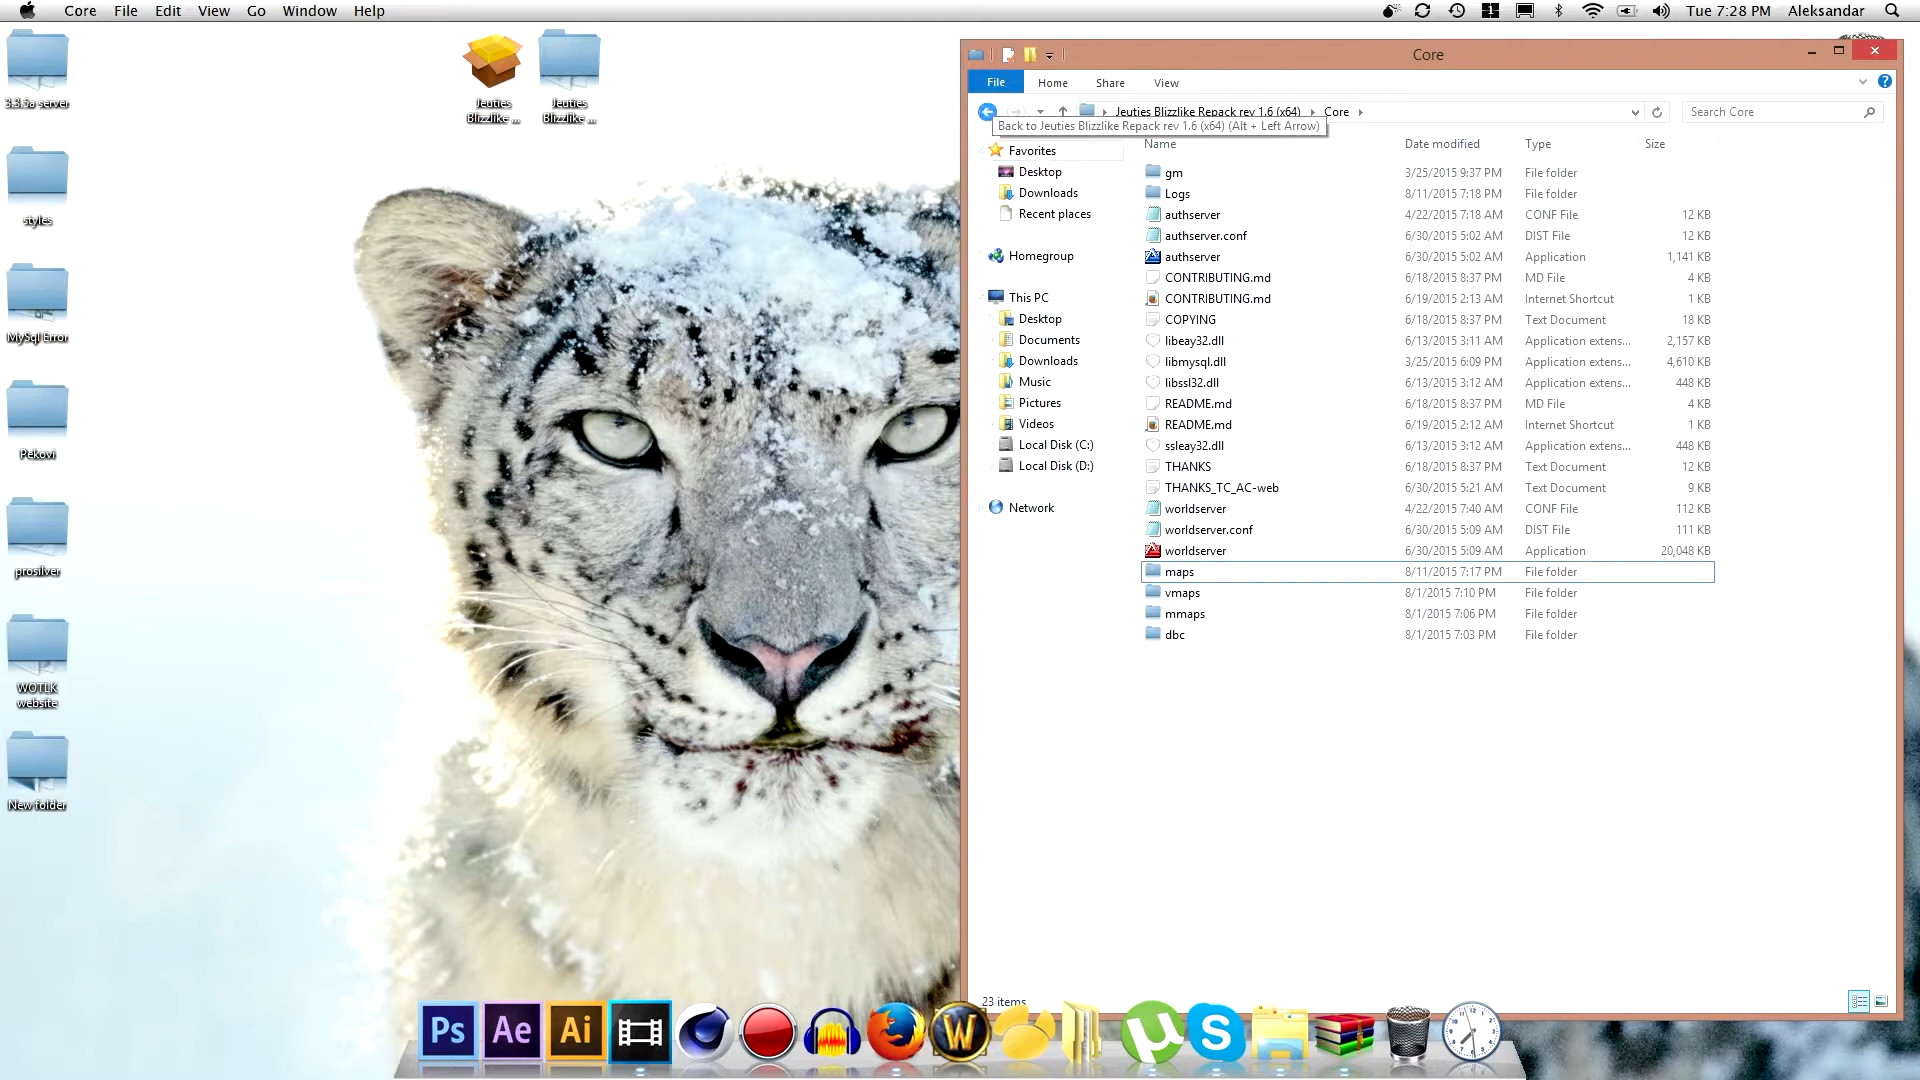 Core File Edit View Go Window Help
1
Tue 7:28 PM Aleksandar
3.3.5a server
styles
MySql Error
Pekovi
prosilver
WOTLK
website
New folder
Jeuties
Blizzlike ...
Jeuties
Blizzlike ...
Core
File Home Share View
?
Jeuties Blizzlike Repack rev 1.6 (x64) Core
Search Core
Back to Jeuties Blizzlike Repack rev 1.6 (x64) (Alt + Left Arrow)
Favorites
Desktop
Downloads
Recent places
Homegroup
This PC
Desktop
Documents
Downloads
Music
Pictures
Videos
Local Disk (C:)
Local Disk (D:)
Network
Name Date modified Type Size
gm 3/25/2015 9:37 PM File folder
Logs 8/11/2015 7:18 PM File folder
authserver 4/22/2015 7:18 AM CONF File 12 KB
authserver.conf 6/30/2015 5:02 AM DIST File 12 KB
authserver 6/30/2015 5:02 AM Application 1,141 KB
CONTRIBUTING.md 6/18/2015 8:37 PM MD File 4 KB
CONTRIBUTING.md 6/19/2015 2:13 AM Internet Shortcut 1 KB
COPYING 6/18/2015 8:37 PM Text Document 18 KB
libeay32.dll 6/13/2015 3:11 AM Application extens... 2,157 KB
libmysql.dll 3/25/2015 6:09 PM Application extens... 4,610 KB
libssl32.dll 6/13/2015 3:12 AM Application extens... 448 KB
README.md 6/18/2015 8:37 PM MD File 4 KB
README.md 6/19/2015 2:12 AM Internet Shortcut 1 KB
ssleay32.dll 6/13/2015 3:12 AM Application extens... 448 KB
THANKS 6/18/2015 8:37 PM Text Document 12 KB
THANKS_TC_AC-web 6/30/2015 5:21 AM Text Document 9 KB
worldserver 4/22/2015 7:40 AM CONF File 112 KB
worldserver.conf 6/30/2015 5:09 AM DIST File 111 KB
worldserver 6/30/2015 5:09 AM Application 20,048 KB
maps 8/11/2015 7:17 PM File folder
vmaps 8/1/2015 7:10 PM File folder
mmaps 8/1/2015 7:06 PM File folder
dbc 8/1/2015 7:03 PM File folder
23 items
Ps Ae Ai W µ S